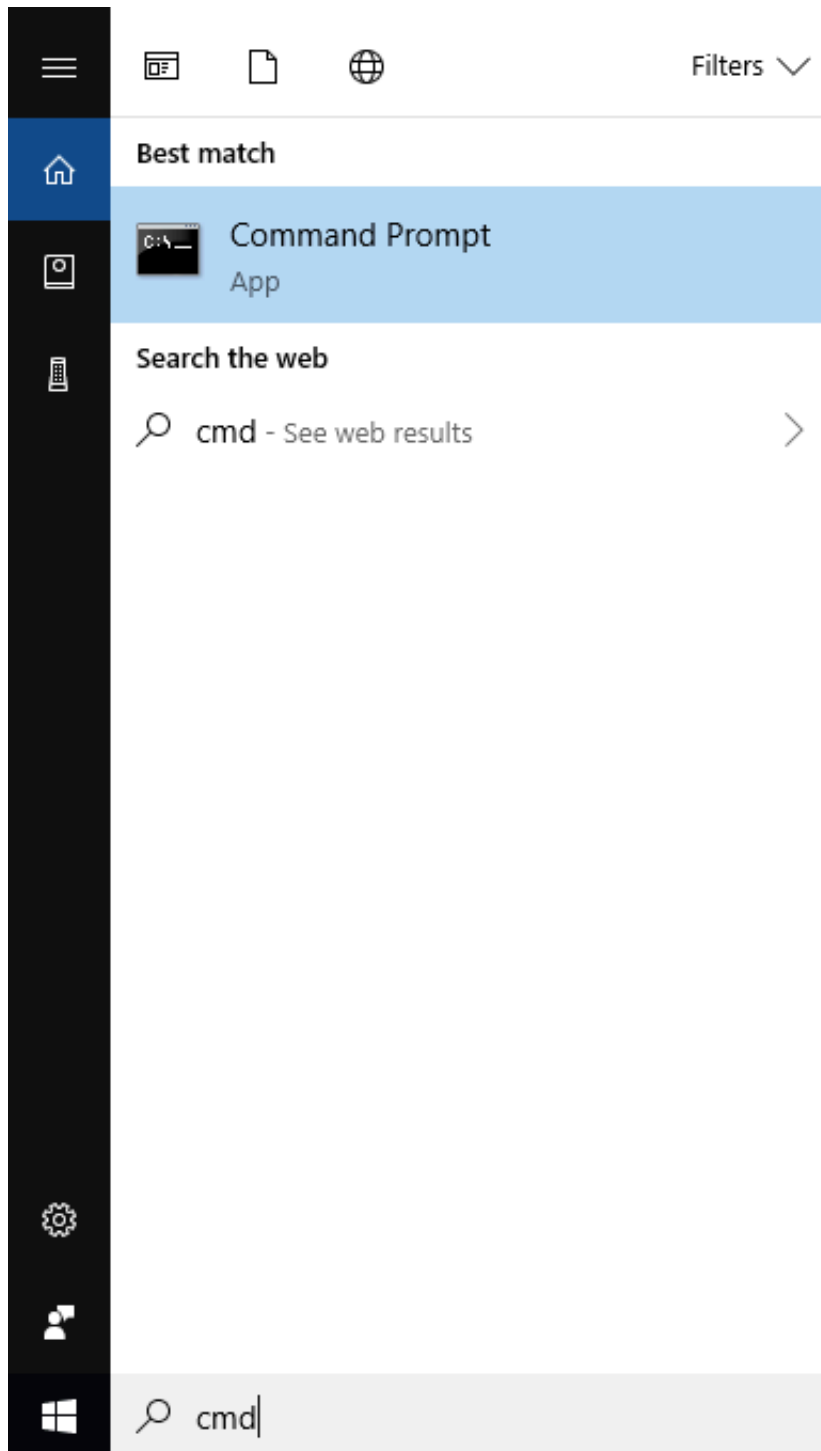 Filters
Best match
C:\_
Command Prompt
App
Search the web
cmd - See web results
cmd